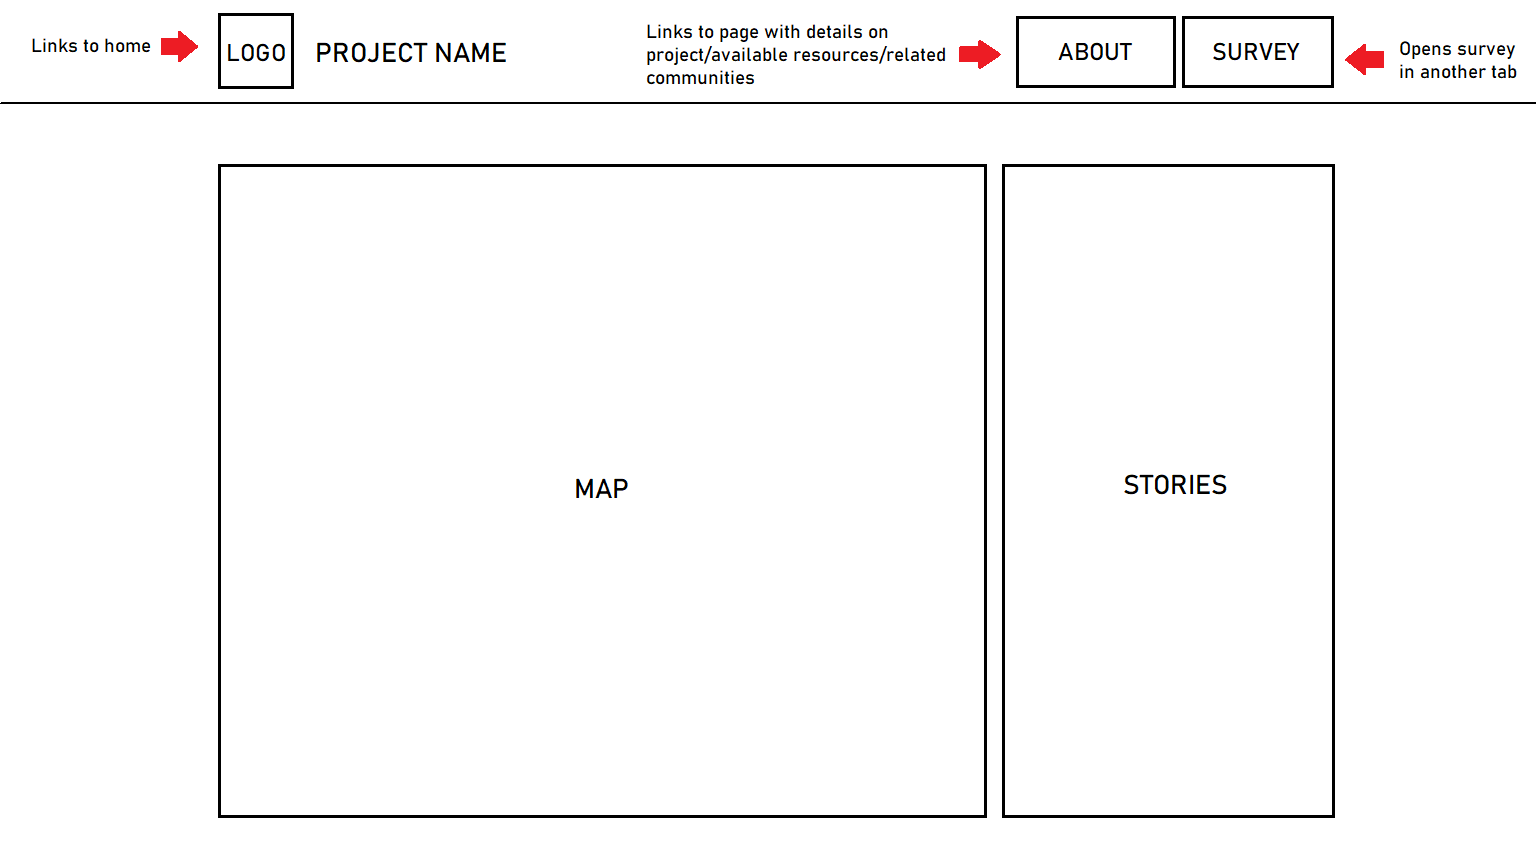 Links to home
LOGO
PROJECT NAME
Links to page with details on
project/available resources/related
communities
ABOUT
SURVEY
Opens survey
in another tab
MAP
STORIES